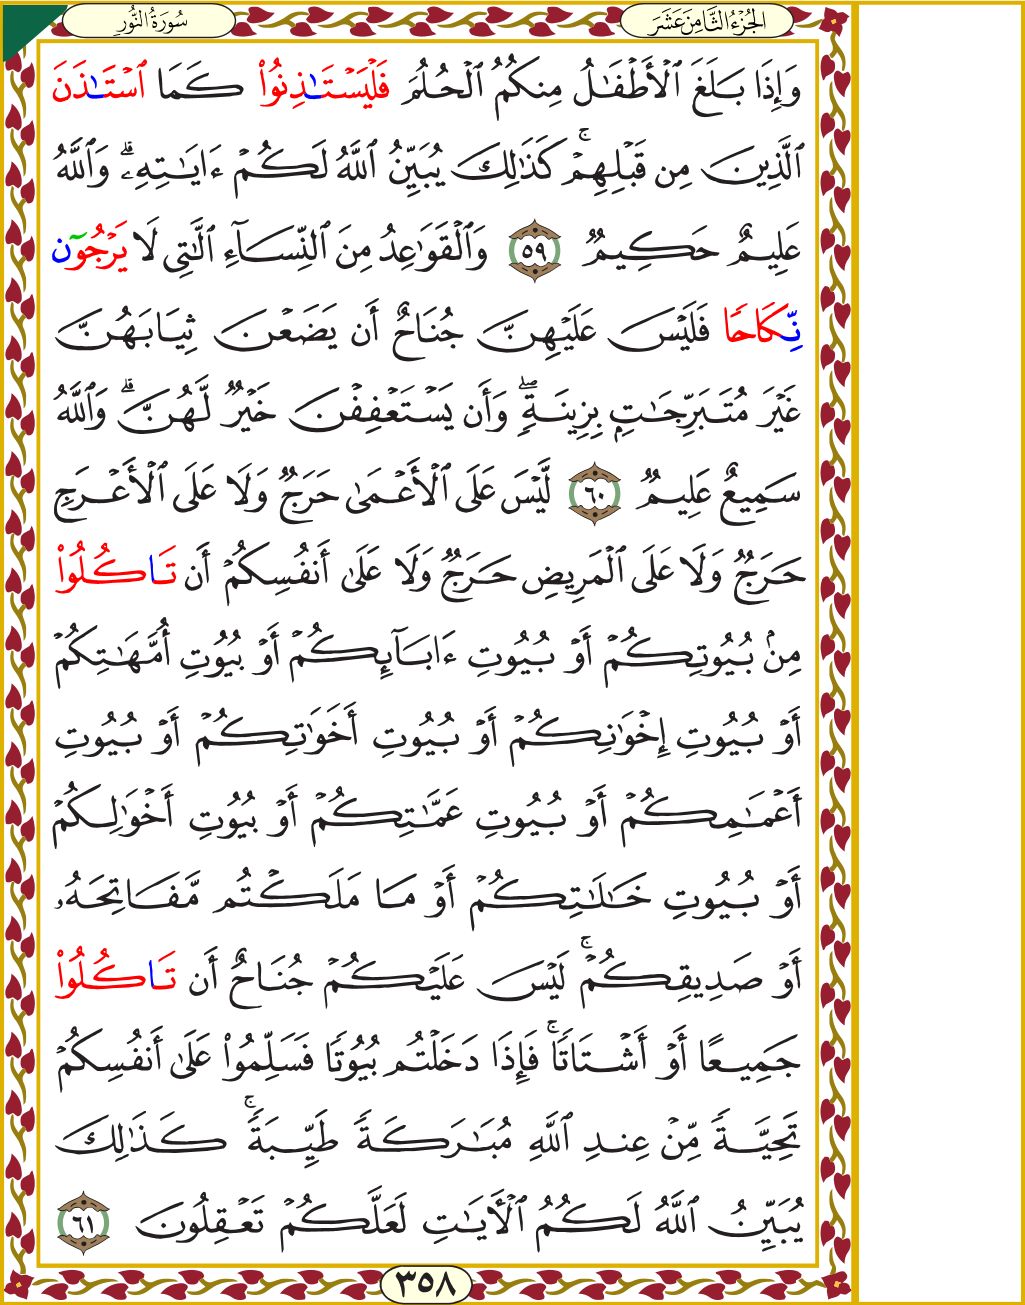 الجُزْءُ الثَّامِنَ عَشَرَ
سُورَةُ النُّورِ
وَإِذَا بَلَغَ ٱلۡأَطۡفَٰلُ مِنكُمُ ٱلۡحُلُمَ فَلۡيَسۡتَـٰذِنُواْ كَمَا ٱسۡتَـٰذَنَ
ٱلَّذِينَ مِن قَبۡلِهِمۡۚ كَذَٰلِكَ يُبَيِّنُ ٱللَّهُ لَكُمۡ ءَايَٰتِهِۦۗ وَٱللَّهُ
عَلِيمٌ حَكِيمٞ ٥٩ وَٱلۡقَوَٰعِدُ مِنَ ٱلنِّسَآءِ ٱلَّٰتِي لَا يَرۡجُوٓن
نِّكَاحٗا فَلَيۡسَ عَلَيۡهِنَّ جُنَاحٌ أَن يَضَعۡنَ ثِيَابَهُنَّ
غَيۡرَ مُتَبَرِّجَٰتِۭ بِزِينَةٖۖ وَأَن يَسۡتَعۡفِفۡنَ خَيۡرٞ لَّهُنَّۗ وَٱللَّهُ
سَمِيعٌ عَلِيمٞ ٦٠ لَّيۡسَ عَلَى ٱلۡأَعۡمَىٰ حَرَجٞ وَلَا عَلَى ٱلۡأَعۡرَجِ
حَرَجٞ وَلَا عَلَى ٱلۡمَرِيضِ حَرَجٞ وَلَا عَلَىٰ أَنفُسِكُمۡ أَن تَاكُلُواْ
مِنۢ بُيُوتِكُمۡ أَوۡ بُيُوتِ ءَابَآئِكُمۡ أَوۡ بُيُوتِ أُمَّهَٰتِكُمۡ
أَوۡ بُيُوتِ إِخۡوَٰنِكُمۡ أَوۡ بُيُوتِ أَخَوَٰتِكُمۡ أَوۡ بُيُوتِ
أَعۡمَٰمِكُمۡ أَوۡ بُيُوتِ عَمَّٰتِكُمۡ أَوۡ بُيُوتِ أَخۡوَٰلِكُمۡ
أَوۡ بُيُوتِ خَٰلَٰتِكُمۡ أَوۡ مَا مَلَكۡتُم مَّفَاتِحَهُۥٓ
أَوۡ صَدِيقِكُمۡۚ لَيۡسَ عَلَيۡكُمۡ جُنَاحٌ أَن تَاكُلُواْ
جَمِيعًا أَوۡ أَشۡتَاتٗاۚ فَإِذَا دَخَلۡتُم بُيُوتٗا فَسَلِّمُواْ عَلَىٰٓ أَنفُسِكُمۡ
تَحِيَّةٗ مِّنۡ عِندِ ٱللَّهِ مُبَٰرَكَةٗ طَيِّبَةٗۚ كَذَٰلِكَ
يُبَيِّنُ ٱللَّهُ لَكُمُ ٱلۡأٓيَٰتِ لَعَلَّكُمۡ تَعۡقِلُونَ ٦١
٣٥٨